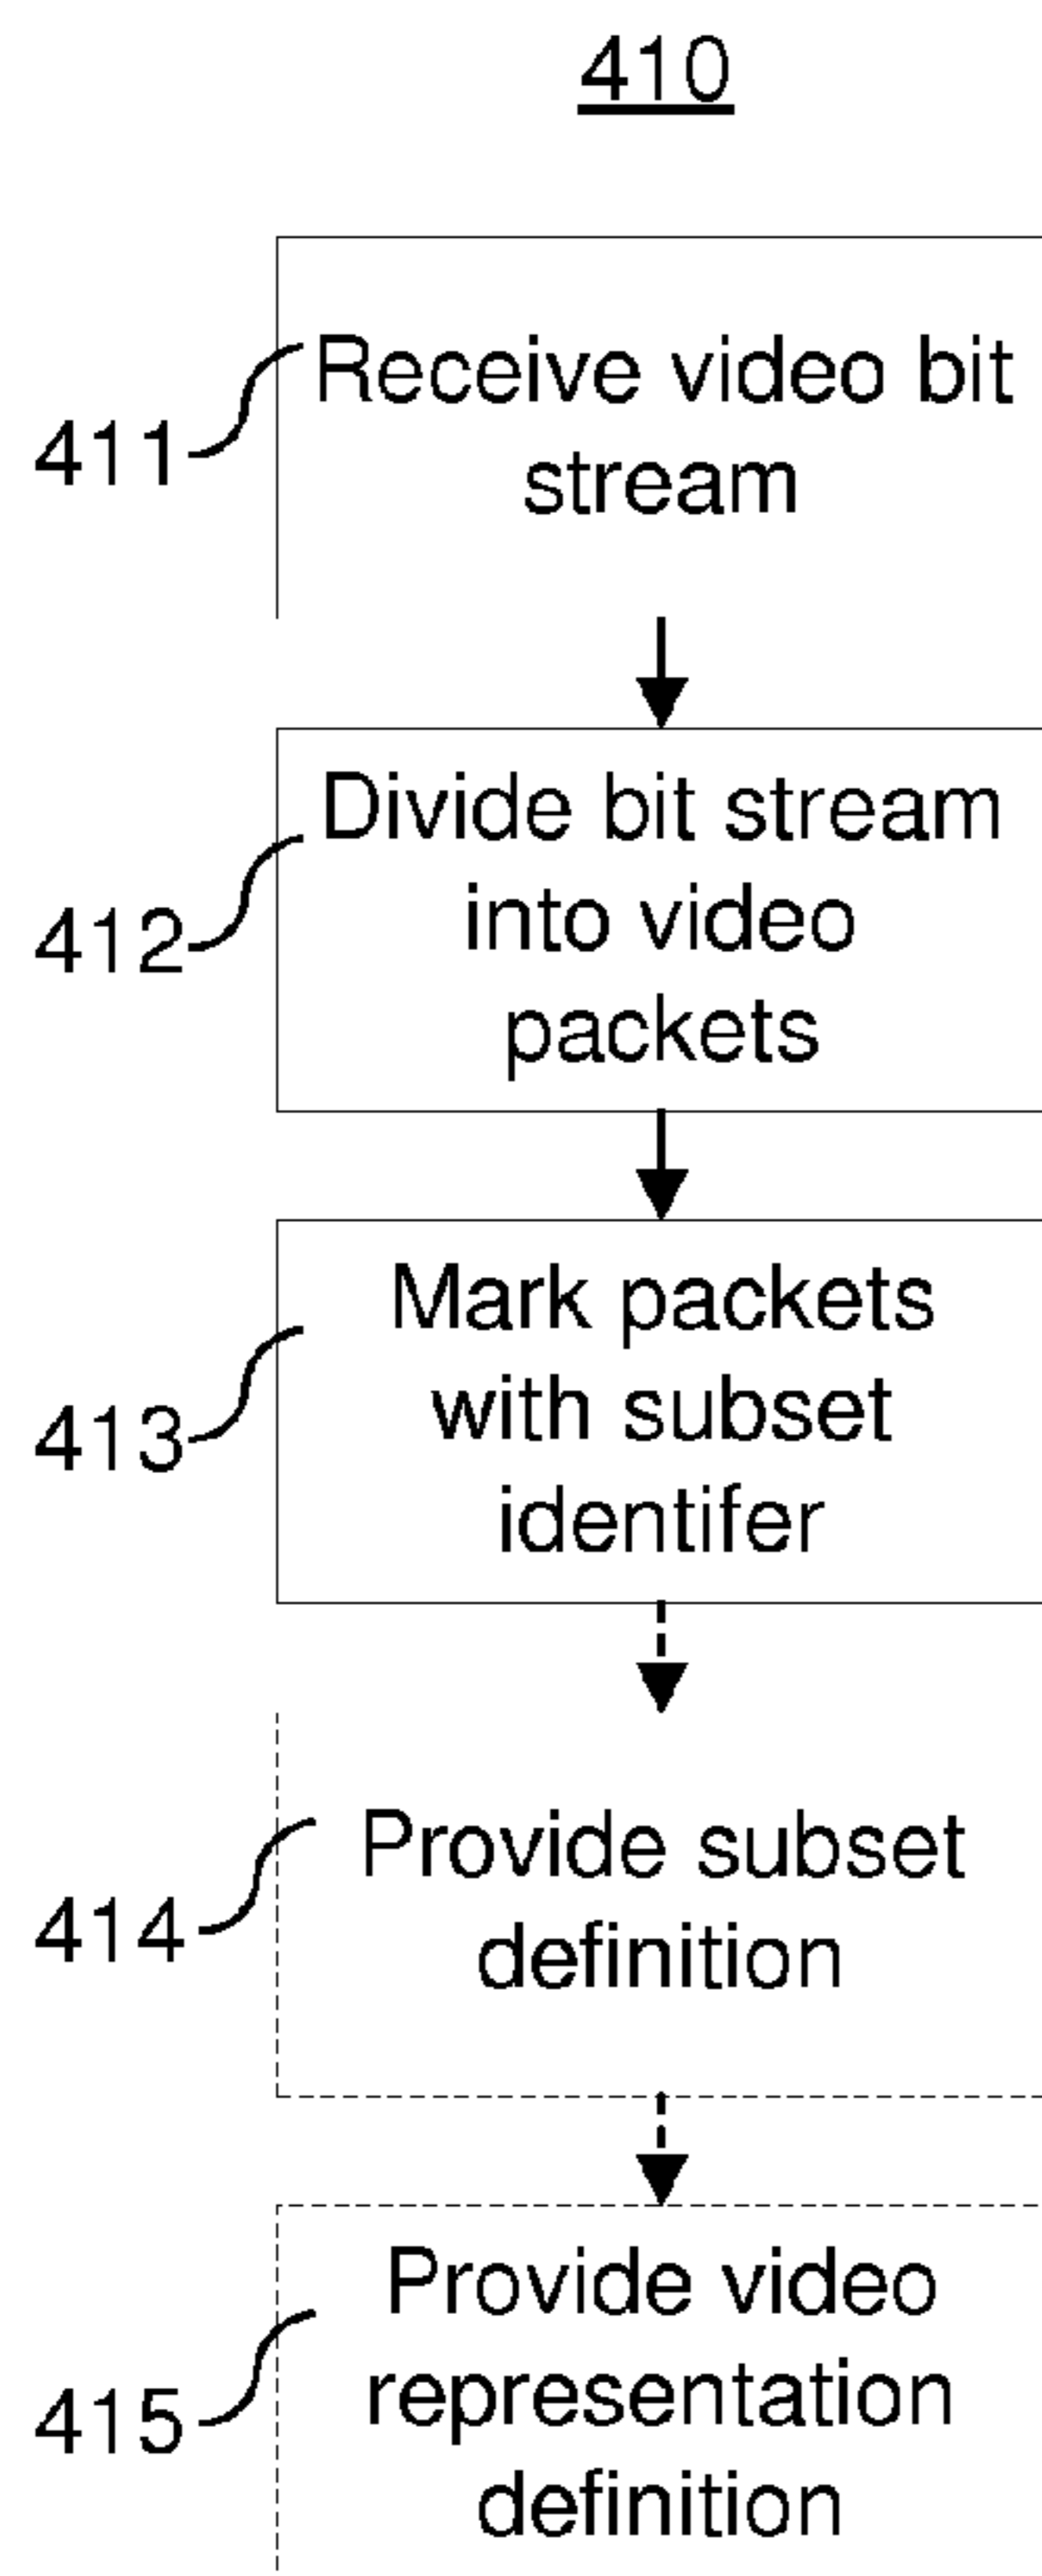 410
411
Receive video bit
stream
412
Divide bit stream
into video
packets
413
Mark packets
with subset
identifer
414
Provide subset
definition
415
Provide video
representation
definition